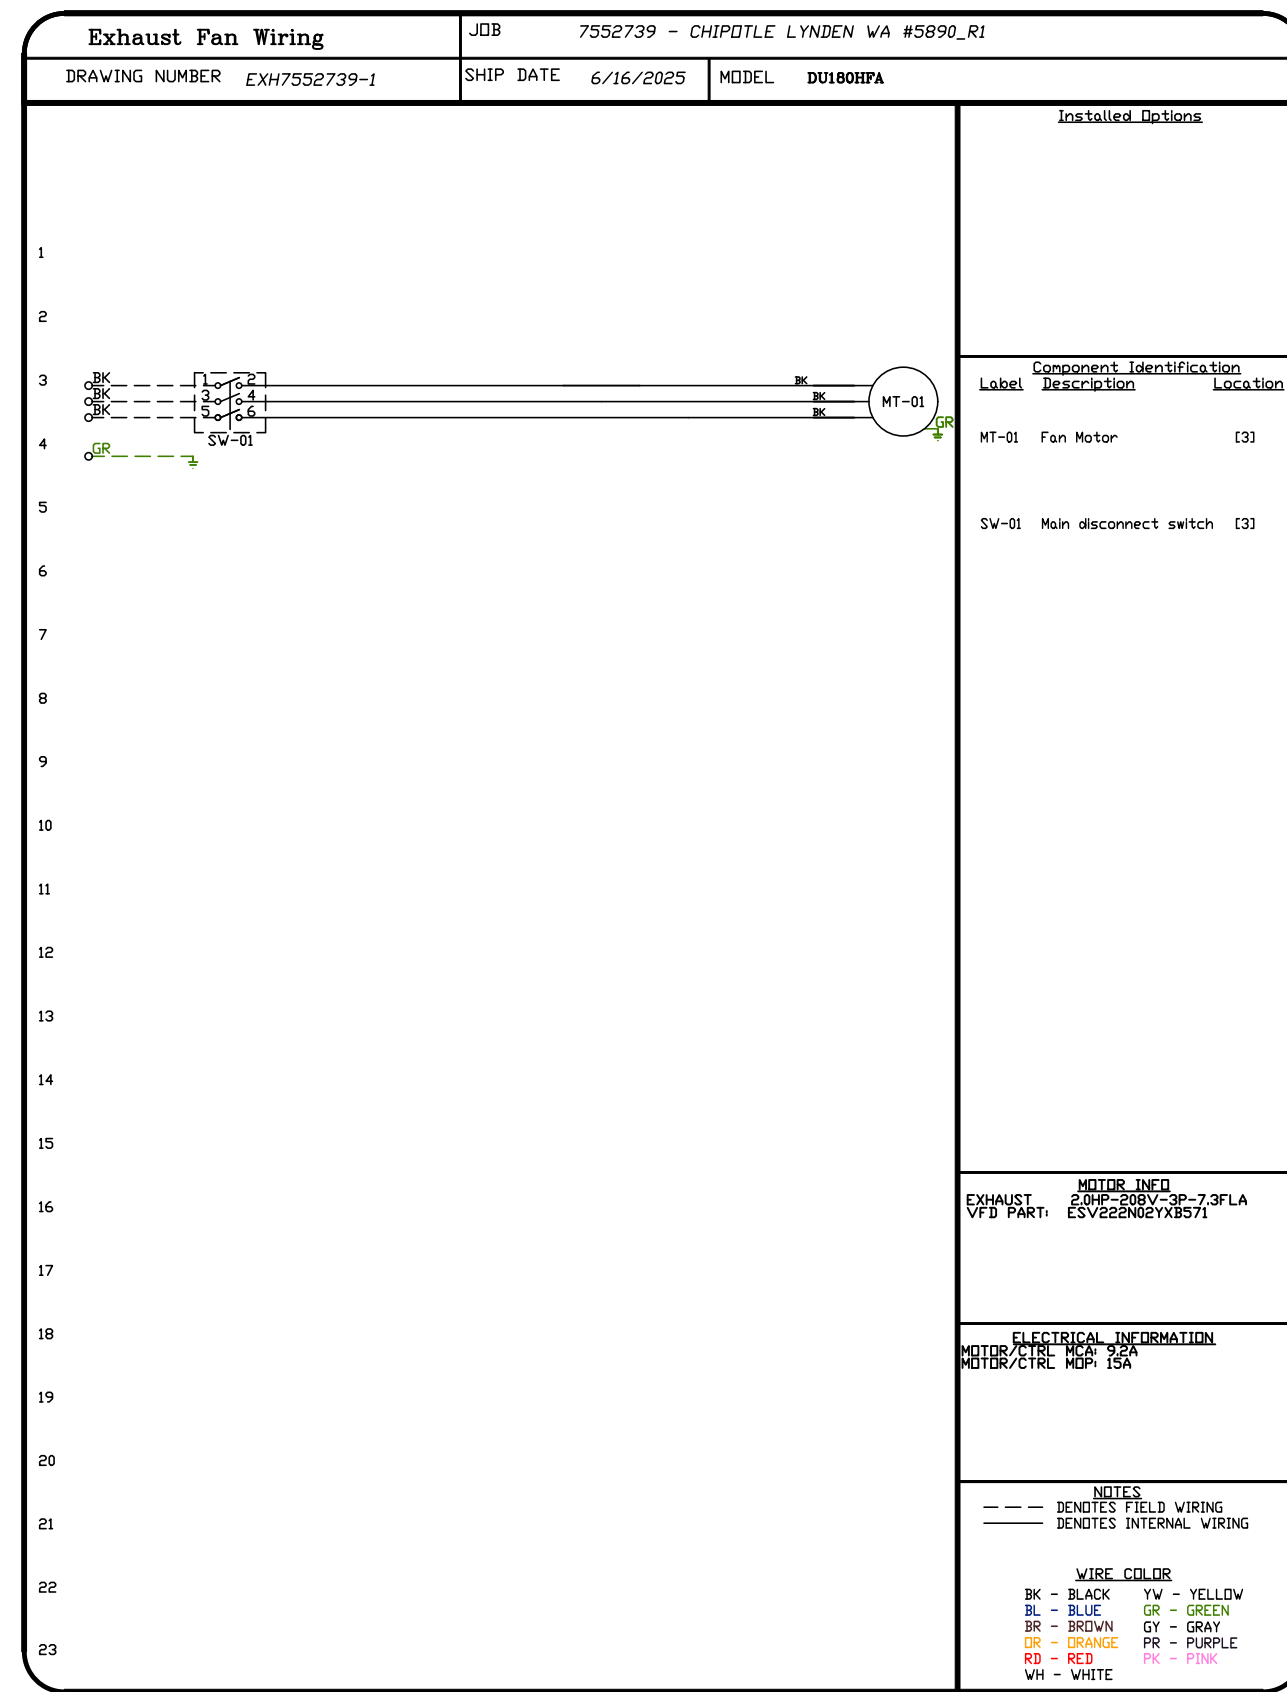 Exhaust Fan Wiring
JOB 7552739 - CHIPOTLE LYNDEN WA #5890_R1
DRAWING NUMBER EXH7552739-1
SHIP DATE 6/16/2025
MODEL DU180HFA
Installed Options
1
2
3
BK 1 2 BK
BK 3 4 BK
BK 5 6 BK
MT-01
GR
SW-01
4
GR
5
6
7
8
9
10
11
12
13
14
15
16
17
18
19
20
21
22
23
Component Identification
Label Description Location
MT-01 Fan Motor [3]
SW-01 Main disconnect switch [3]
MOTOR INFO
EXHAUST 2.0HP-208V-3P-7.3FLA
VFD PART: ESV222N02YXB571
ELECTRICAL INFORMATION
MOTOR/CTRL MCA: 9.2A
MOTOR/CTRL MOP: 15A
NOTES
DENOTES FIELD WIRING
DENOTES INTERNAL WIRING
WIRE COLOR
BK - BLACK YW - YELLOW
BL - BLUE GR - GREEN
BR - BROWN GY - GRAY
OR - ORANGE PR - PURPLE
RD - RED PK - PINK
WH - WHITE